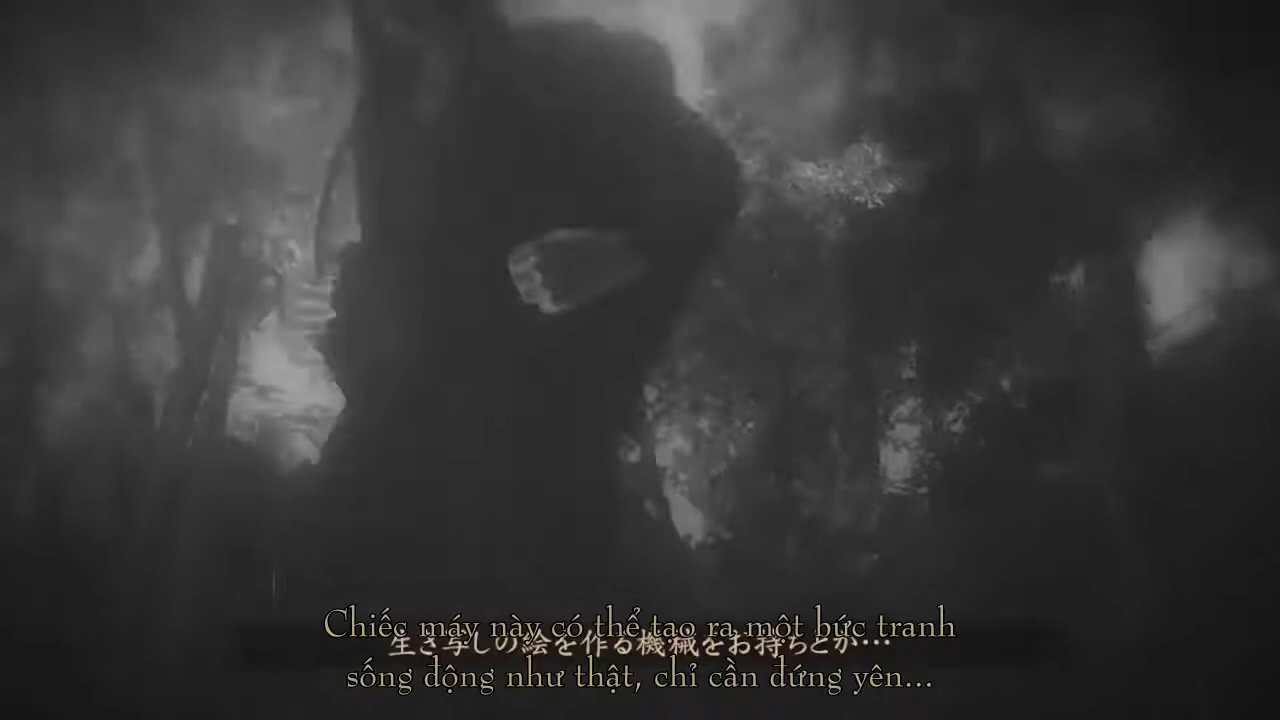 Chiếc máy này có thể tạo ra một bức tranh
生き写しの絵を作る機械をお持ちとか…
sống động như thật, chỉ cần đứng yên...